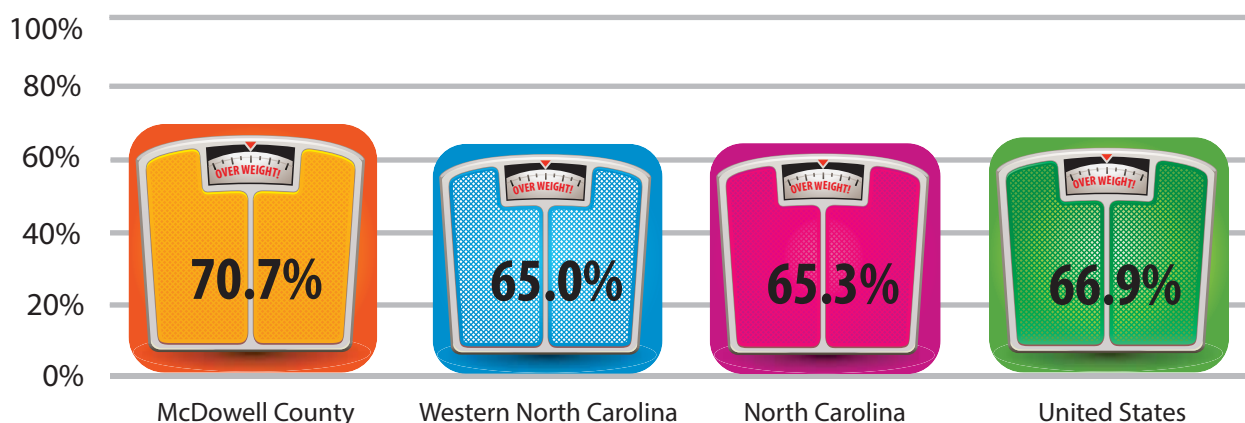 100%
80%
60%
40%
20%
0%
OVER WEIGHT!
70.7%
OVER WEIGHT!
65.0%
OVER WEIGHT!
65.3%
OVER WEIGHT!
66.9%
McDowell County
Western North Carolina
North Carolina
United States